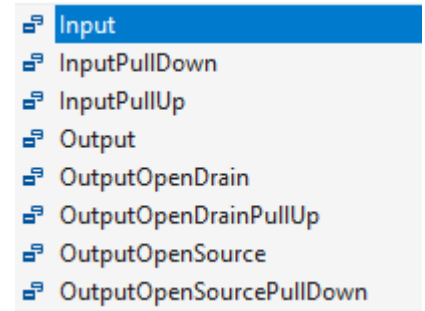 Input
InputPullDown
InputPullUp
Output
OutputOpenDrain
OutputOpenDrainPullUp
OutputOpenSource
OutputOpenSourcePullDown